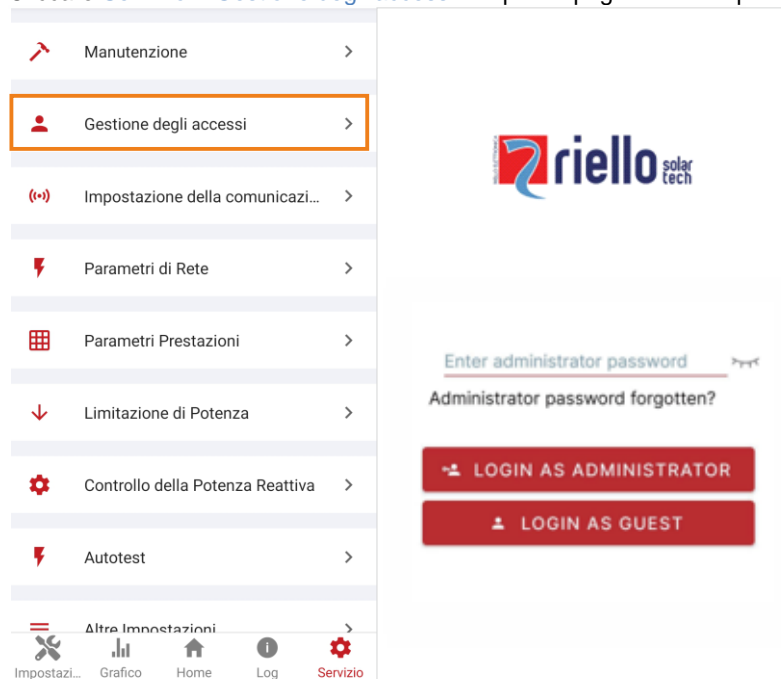 Manutenzione
Gestione degli accessi
Impostazione della comunicazi...
Parametri di Rete
Parametri Prestazioni
Limitazione di Potenza
Controllo della Potenza Reattiva
Autotest
Altre Impostazioni
Impostazi...
Grafico
Home
Log
Servizio
riello solar tech
Enter administrator password
Administrator password forgotten?
LOGIN AS ADMINISTRATOR
LOGIN AS GUEST